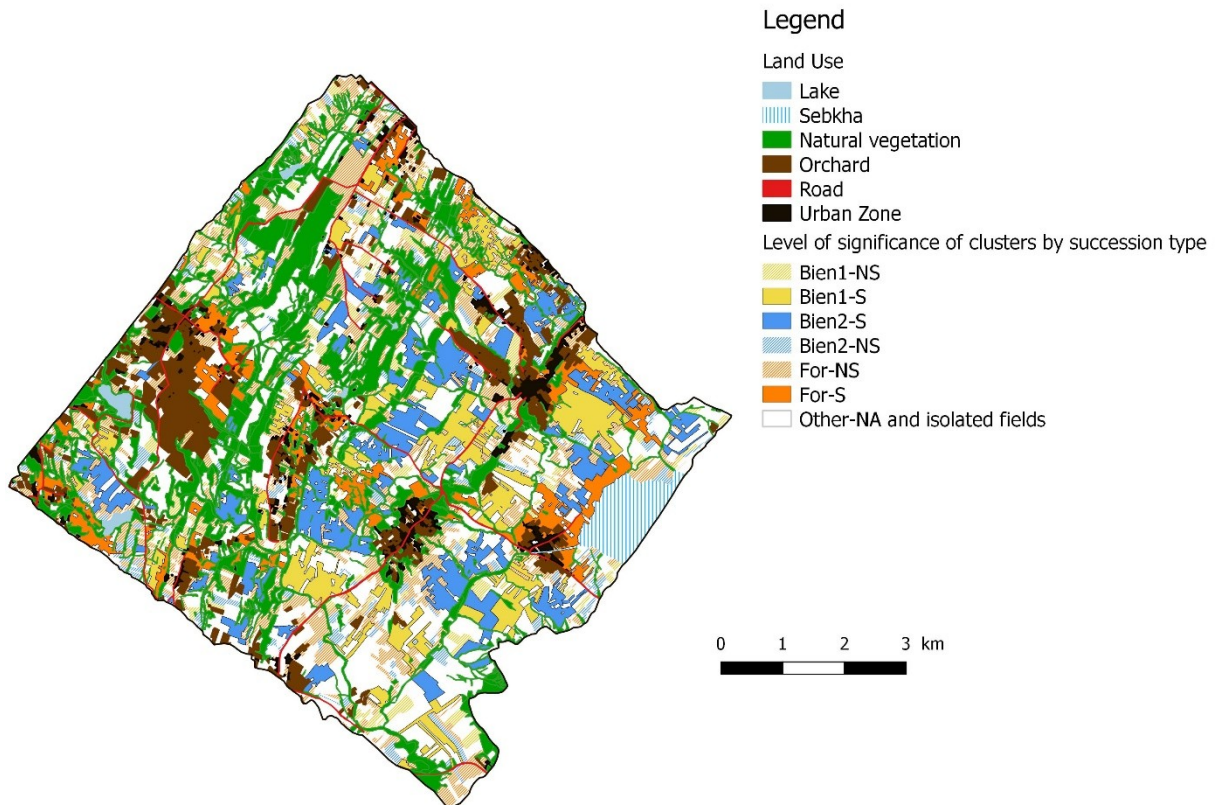 Legend
Land Use
Lake
Sebkha
Natural vegetation
Orchard
Road
Urban Zone
Level of significance of clusters by succession type
Bien1-NS
Bien1-S
Bien2-S
Bien2-NS
For-NS
For-S
Other-NA and isolated fields
0 1 2 3 km